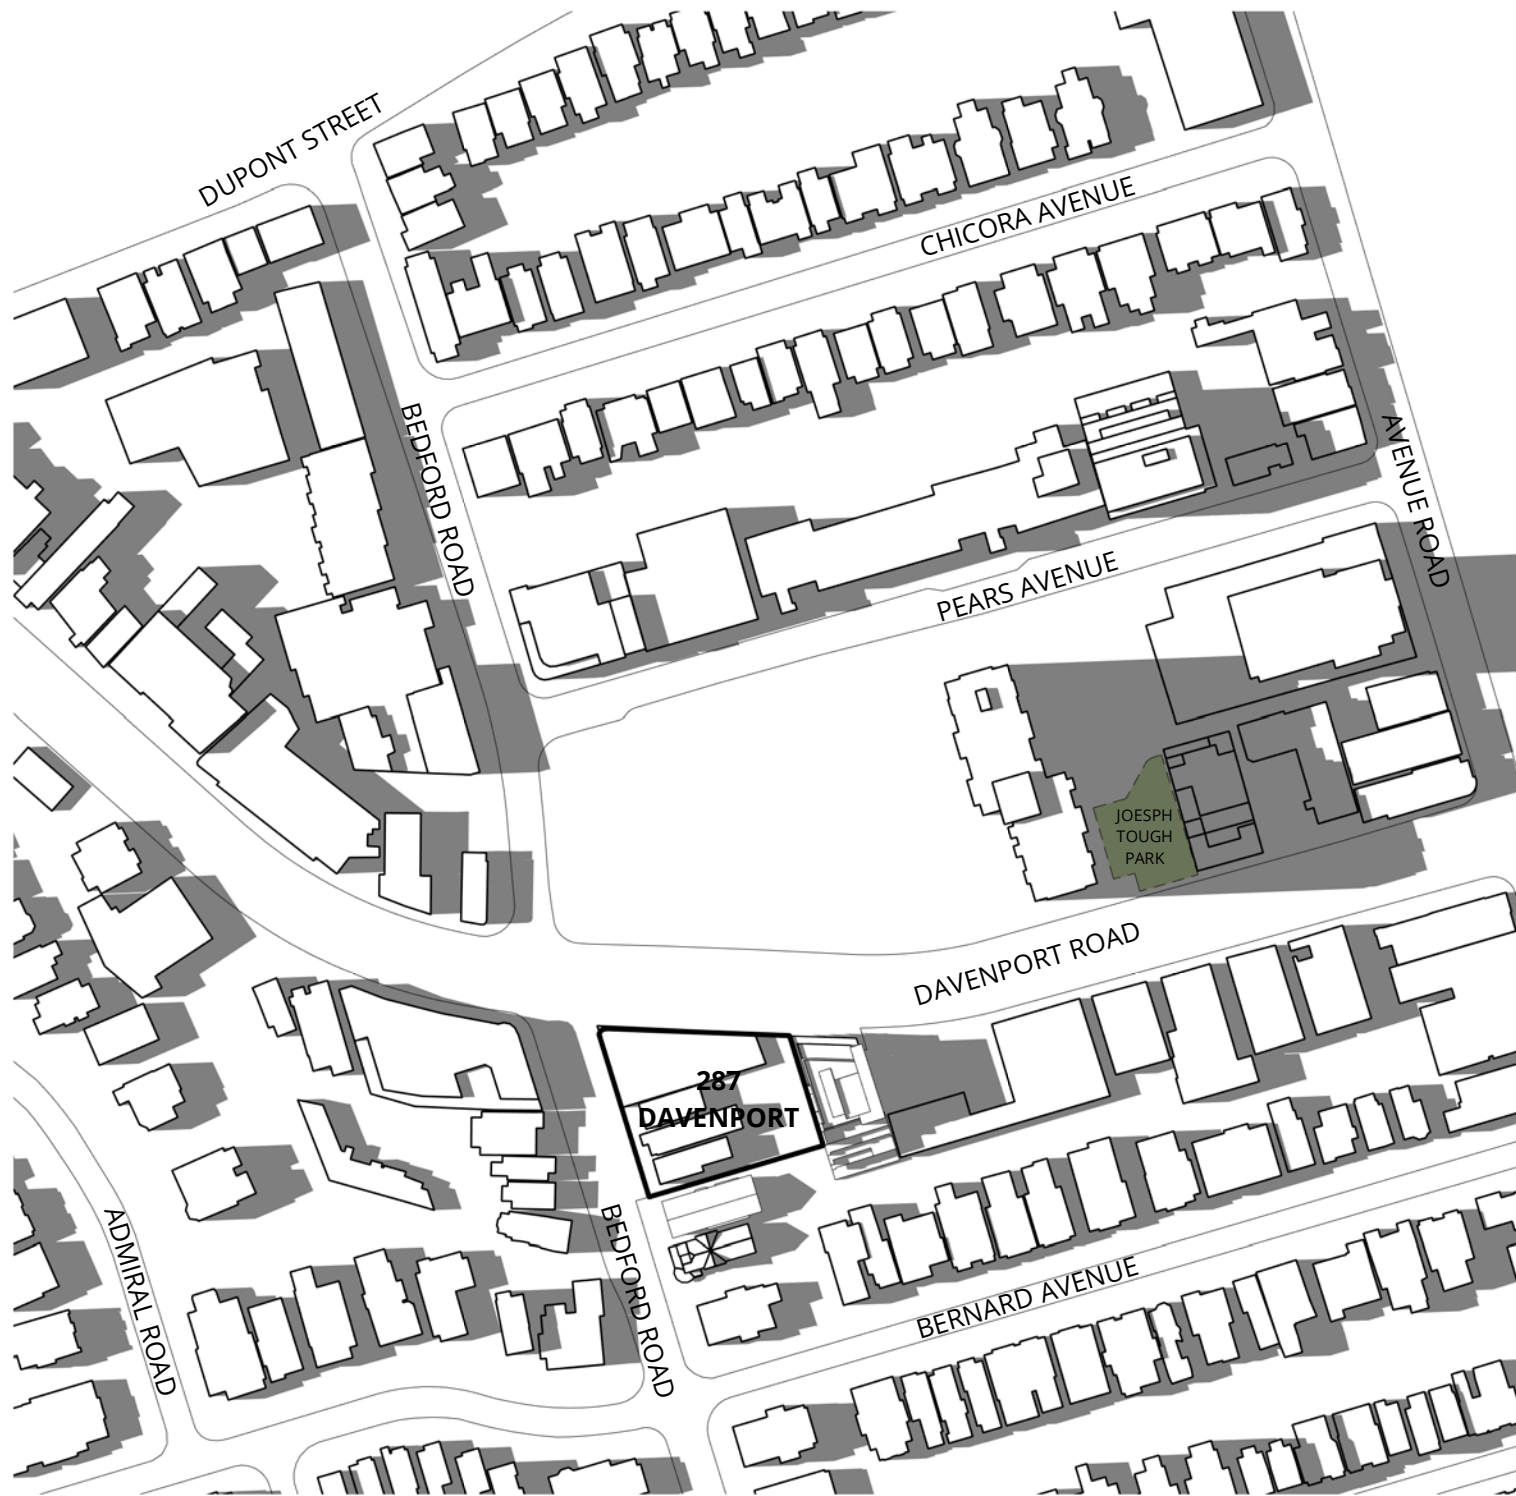 DUPONT STREET
CHICORA AVENUE
BEDFORD ROAD
AVENUE ROAD
PEARS AVENUE
JOESPH
TOUGH
PARK
DAVENPORT ROAD
287
DAVENPORT
ADMIRAL ROAD
BEDFORD ROAD
BERNARD AVENUE